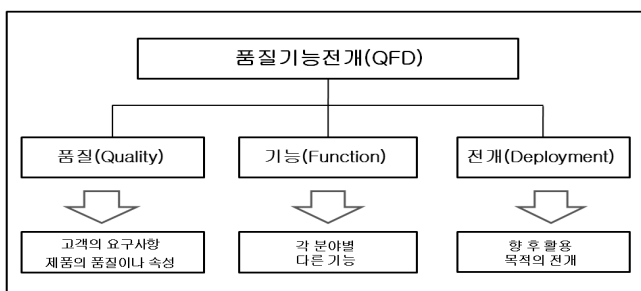 품질기능전개(QFD)
품질(Quality)
기능(Function)
전개(Deployment)
고객의 요구사항
제품의 품질이나 속성
각 분야별
다른 기능
향 후 활용
목적의 전개